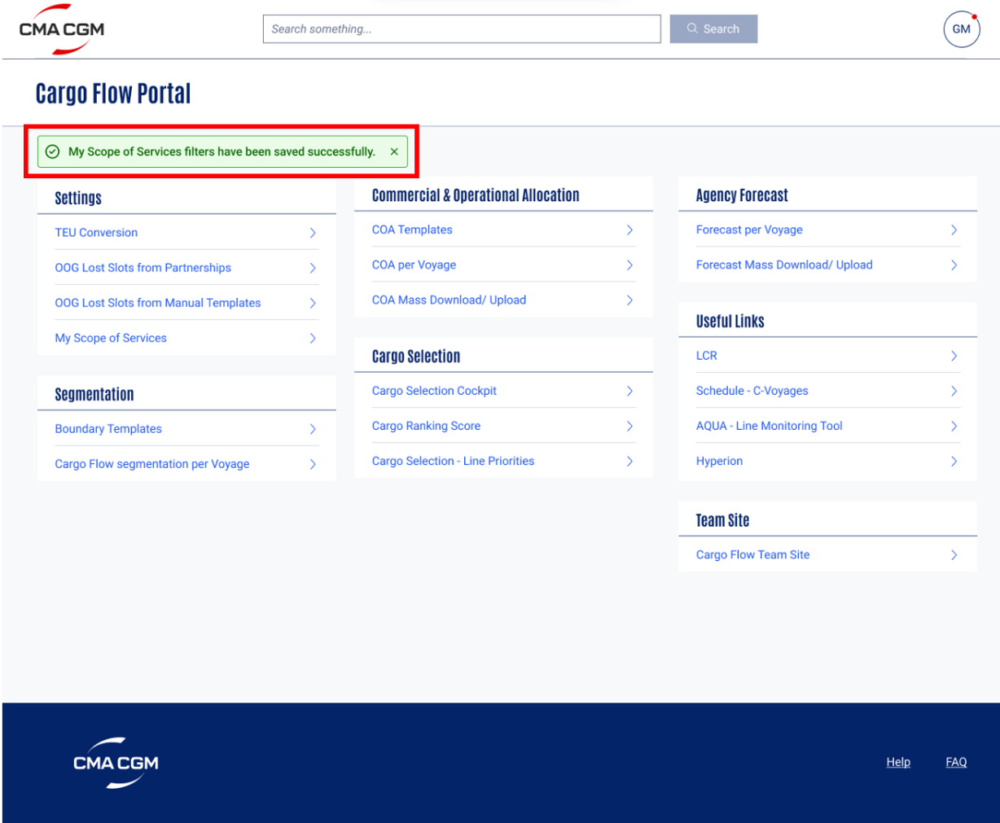 CMA CGM
Search something...
Search
GM
Cargo Flow Portal
My Scope of Services filters have been saved successfully.
Settings
TEU Conversion
OOG Lost Slots from Partnerships
OOG Lost Slots from Manual Templates
My Scope of Services
Segmentation
Boundary Templates
Cargo Flow segmentation per Voyage
Commercial & Operational Allocation
COA Templates
COA per Voyage
COA Mass Download/ Upload
Cargo Selection
Cargo Selection Cockpit
Cargo Ranking Score
Cargo Selection - Line Priorities
Agency Forecast
Forecast per Voyage
Forecast Mass Download/ Upload
Useful Links
LCR
Schedule - C-Voyages
AQUA - Line Monitoring Tool
Hyperion
Team Site
Cargo Flow Team Site
CMA CGM
Help
FAQ